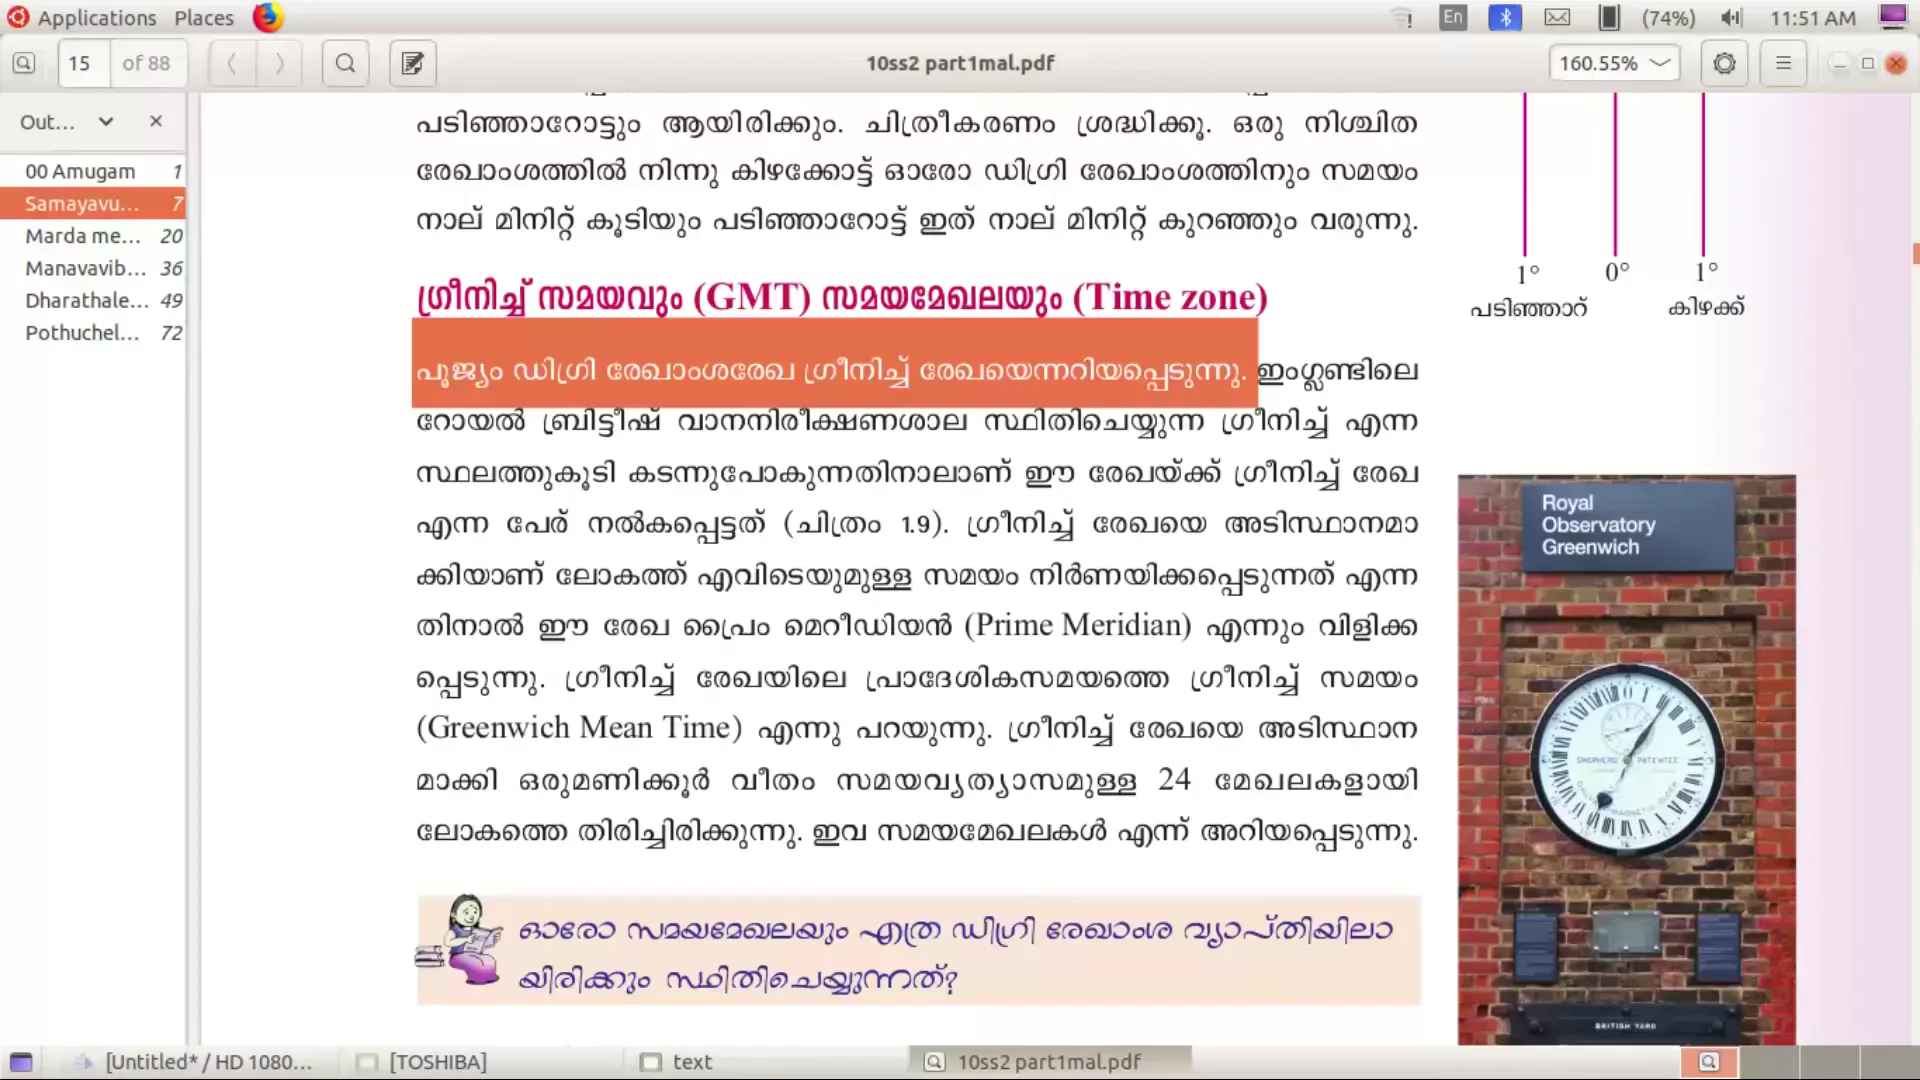 Applications Places En (74%) 11:51 AM
15 of 88 10ss2 part1mal.pdf 160.55%
Out...
00 Amugam 1
Samayavu... 7
Marda me... 20
Manavavib... 36
Dharathale... 49
Pothuchel... 72
പടിഞ്ഞാറോട്ടും ആയിരിക്കും. ചിത്രീകരണം ശ്രദ്ധിക്കൂ. ഒരു നിശ്ചിത
രേഖാംശത്തിൽ നിന്നു കിഴക്കോട്ട് ഓരോ ഡിഗ്രി രേഖാംശത്തിനും സമയം
നാല് മിനിറ്റ് കൂടിയും പടിഞ്ഞാറോട്ട് ഇത് നാല് മിനിറ്റ് കുറഞ്ഞും വരുന്നു.
ഗ്രീനിച്ച് സമയവും (GMT) സമയമേഖലയും (Time zone)
പൂജ്യം ഡിഗ്രി രേഖാംശരേഖ ഗ്രീനിച്ച് രേഖയെന്നറിയപ്പെടുന്നു. ഇംഗ്ലണ്ടിലെ
റോയൽ ബ്രിട്ടീഷ് വാനനിരീക്ഷണശാല സ്ഥിതിചെയ്യുന്ന ഗ്രീനിച്ച് എന്ന
സ്ഥലത്തുകൂടി കടന്നുപോകുന്നതിനാലാണ് ഈ രേഖയ്ക്ക് ഗ്രീനിച്ച് രേഖ
എന്ന പേര് നൽകപ്പെട്ടത് (ചിത്രം 1.9). ഗ്രീനിച്ച് രേഖയെ അടിസ്ഥാനമാ
ക്കിയാണ് ലോകത്ത് എവിടെയുമുള്ള സമയം നിർണയിക്കപ്പെടുന്നത് എന്ന
തിനാൽ ഈ രേഖ പ്രൈം മെറീഡിയൻ (Prime Meridian) എന്നും വിളിക്ക
പ്പെടുന്നു. ഗ്രീനിച്ച് രേഖയിലെ പ്രാദേശികസമയത്തെ ഗ്രീനിച്ച് സമയം
(Greenwich Mean Time) എന്നു പറയുന്നു. ഗ്രീനിച്ച് രേഖയെ അടിസ്ഥാന
മാക്കി ഒരുമണിക്കൂർ വീതം സമയവ്യത്യാസമുള്ള 24 മേഖലകളായി
ലോകത്തെ തിരിച്ചിരിക്കുന്നു. ഇവ സമയമേഖലകൾ എന്ന് അറിയപ്പെടുന്നു.
ഓരോ സമയമേഖലയും എത്ര ഡിഗ്രി രേഖാംശ വ്യാപ്തിയിലാ
യിരിക്കും സ്ഥിതിചെയ്യുന്നത്?
1° 0° 1°
പടിഞ്ഞാറ് കിഴക്ക്
Royal
Observatory
Greenwich
SHEPHERD PATENTEE
BRITISH YARD
[Untitled* / HD 1080... [TOSHIBA] text 10ss2 part1mal.pdf